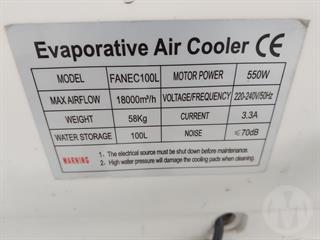 Evaporative Air Cooler CE
MODEL FANEC100L MOTOR POWER 550W
MAX AIRFLOW 18000m³/h VOLTAGE/FREQUENCY 220-240V/50Hz
WEIGHT 58Kg CURRENT 3.3A
WATER STORAGE 100L NOISE ≤70dB
WARNING 1、The electrical source must be shut down before maintenance.
2、High water pressure will damage the cooling pads when cleaning.